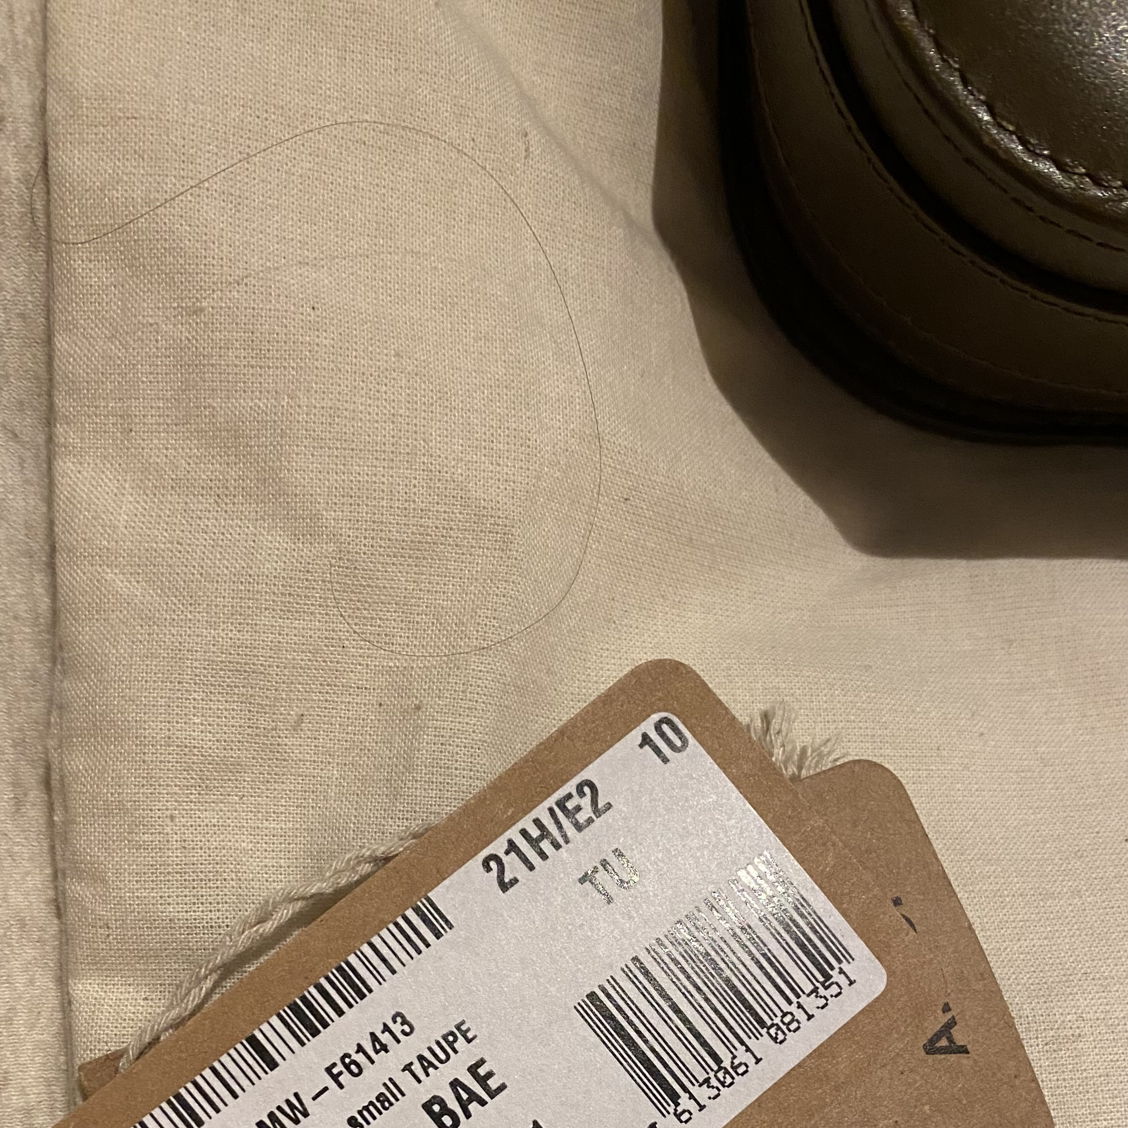 10
21H/E2
TU
MW-F61413
small TAUPE
BAE
613061 081351
A.